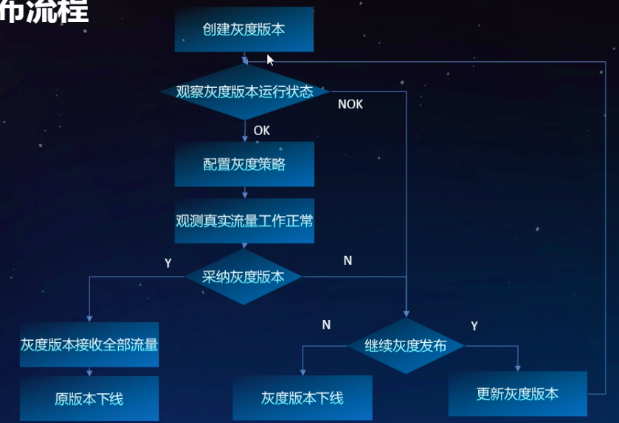 布流程
创建灰度版本
观察灰度版本运行状态
NOK
OK
配置灰度策略
观测真实流量工作正常
Y
采纳灰度版本
N
灰度版本接收全部流量
N
继续灰度发布
Y
原版本下线
灰度版本下线
更新灰度版本